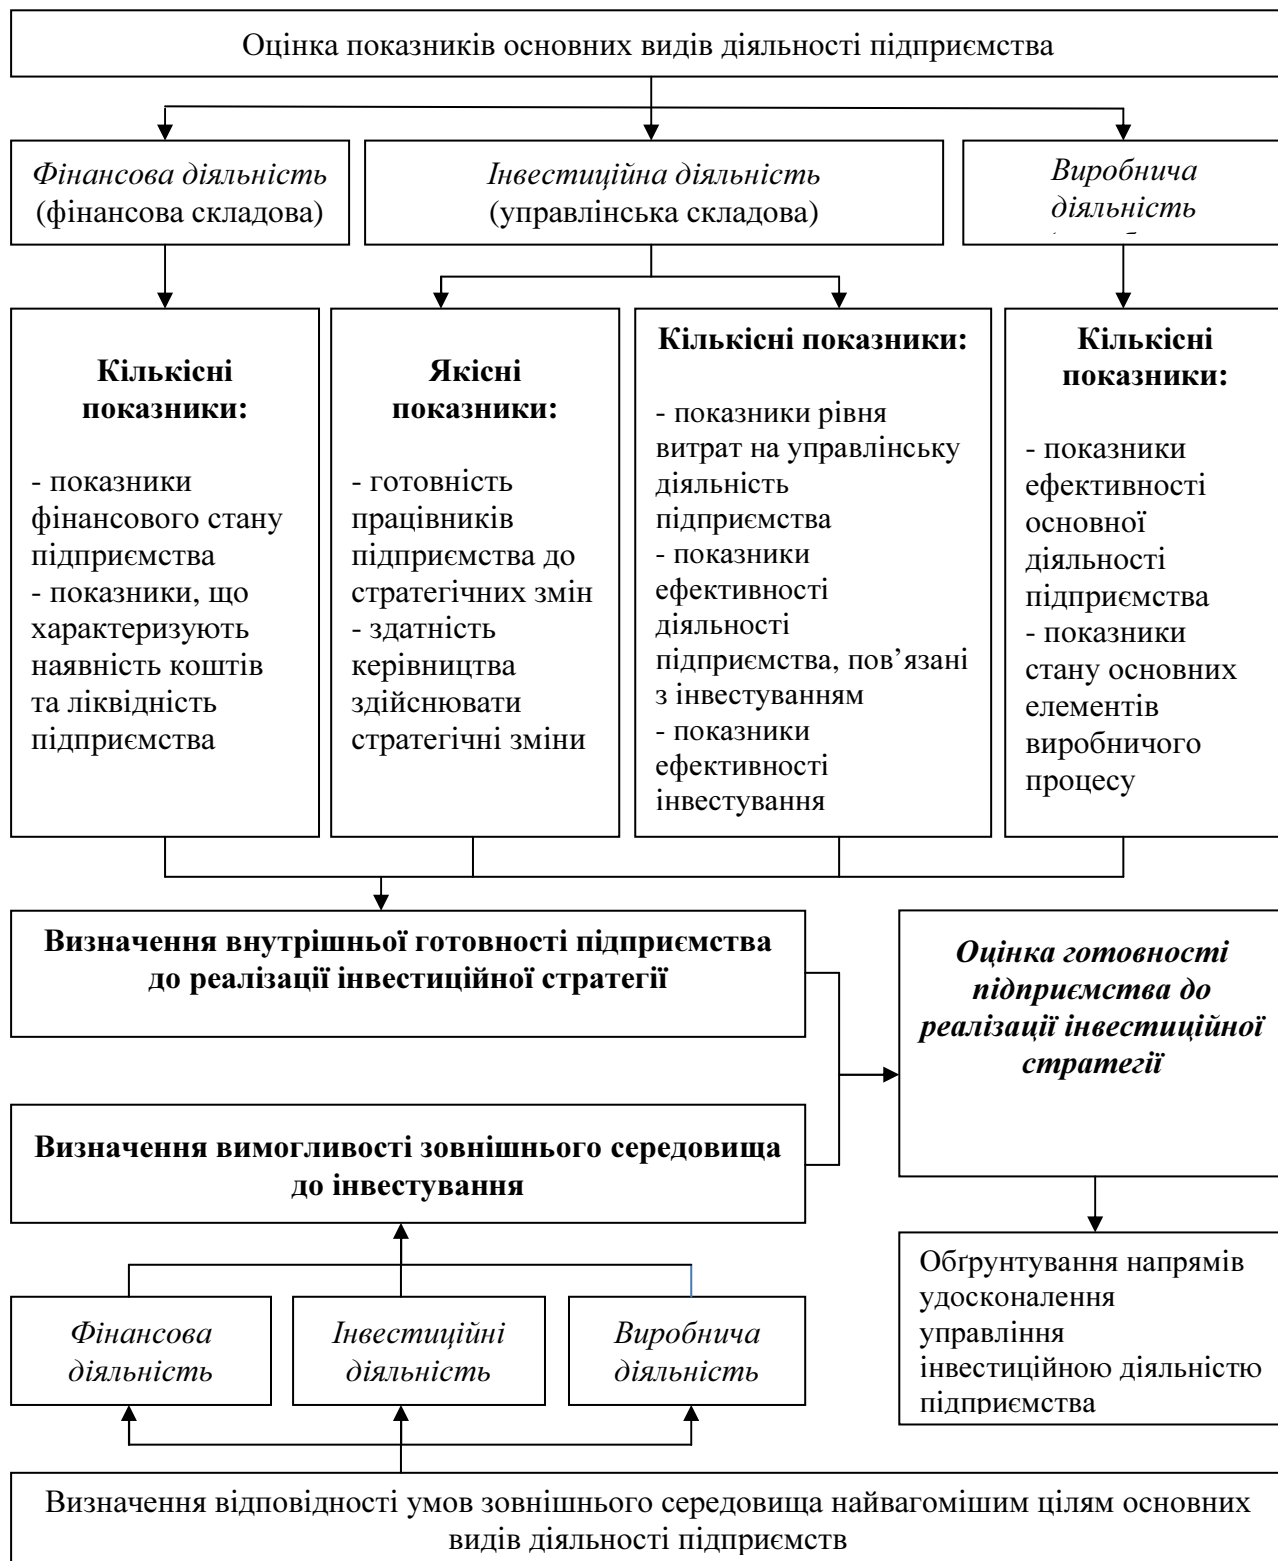 Оцінка показників основних видів діяльності підприємства
Фінансова діяльність
(фінансова складова)
Інвестиційна діяльність
(управлінська складова)
Виробнича
діяльність
Кількісні
показники:
- показники
фінансового стану
підприємства
- показники, що
характеризують
наявність коштів
та ліквідність
підприємства
Якісні
показники:
- готовність
працівників
підприємства до
стратегічних змін
- здатність
керівництва
здійснювати
стратегічні зміни
Кількісні показники:
- показники рівня
витрат на управлінську
діяльність
підприємства
- показники
ефективності
діяльності
підприємства, пов’язані
з інвестуванням
- показники
ефективності
інвестування
Кількісні
показники:
- показники
ефективності
основної
діяльності
підприємства
- показники
стану основних
елементів
виробничого
процесу
Визначення внутрішньої готовності підприємства
до реалізації інвестиційної стратегії
Оцінка готовності
підприємства до
реалізації інвестиційної
стратегії
Визначення вимогливості зовнішнього середовища
до інвестування
Обґрунтування напрямів
удосконалення
управління
інвестиційною діяльністю
підприємства
Фінансова
діяльність
Інвестиційні
діяльність
Виробнича
діяльність
Визначення відповідності умов зовнішнього середовища найвагомішим цілям основних
видів діяльності підприємств